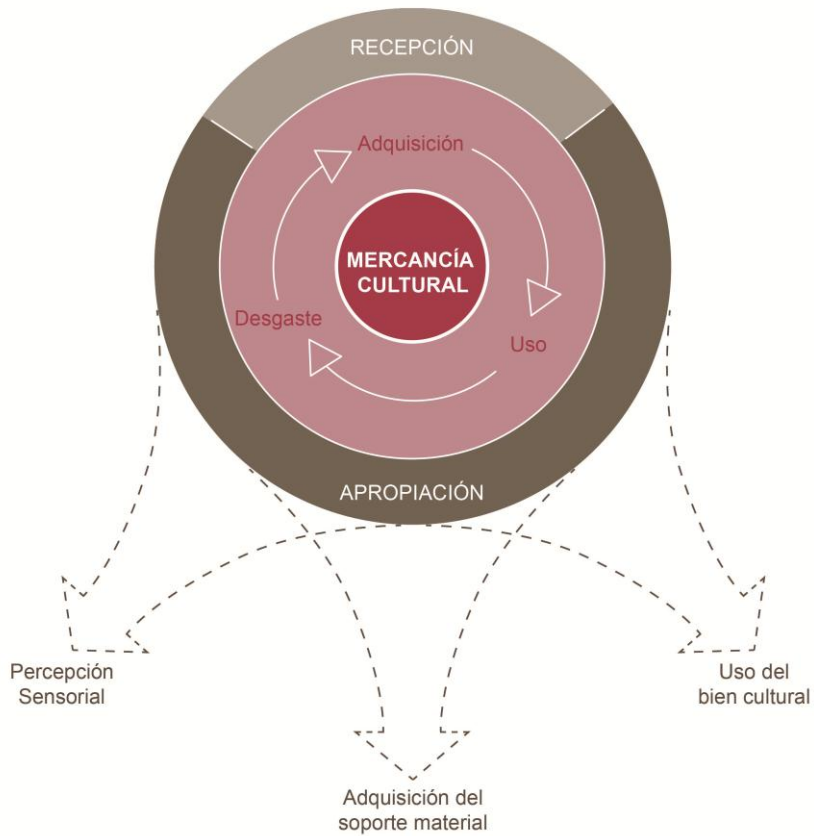 RECEPCIÓN
Adquisición
MERCANCÍA
CULTURAL
Desgaste
Uso
APROPIACIÓN
Percepción
Sensorial
Uso del
bien cultural
Adquisición del
soporte material